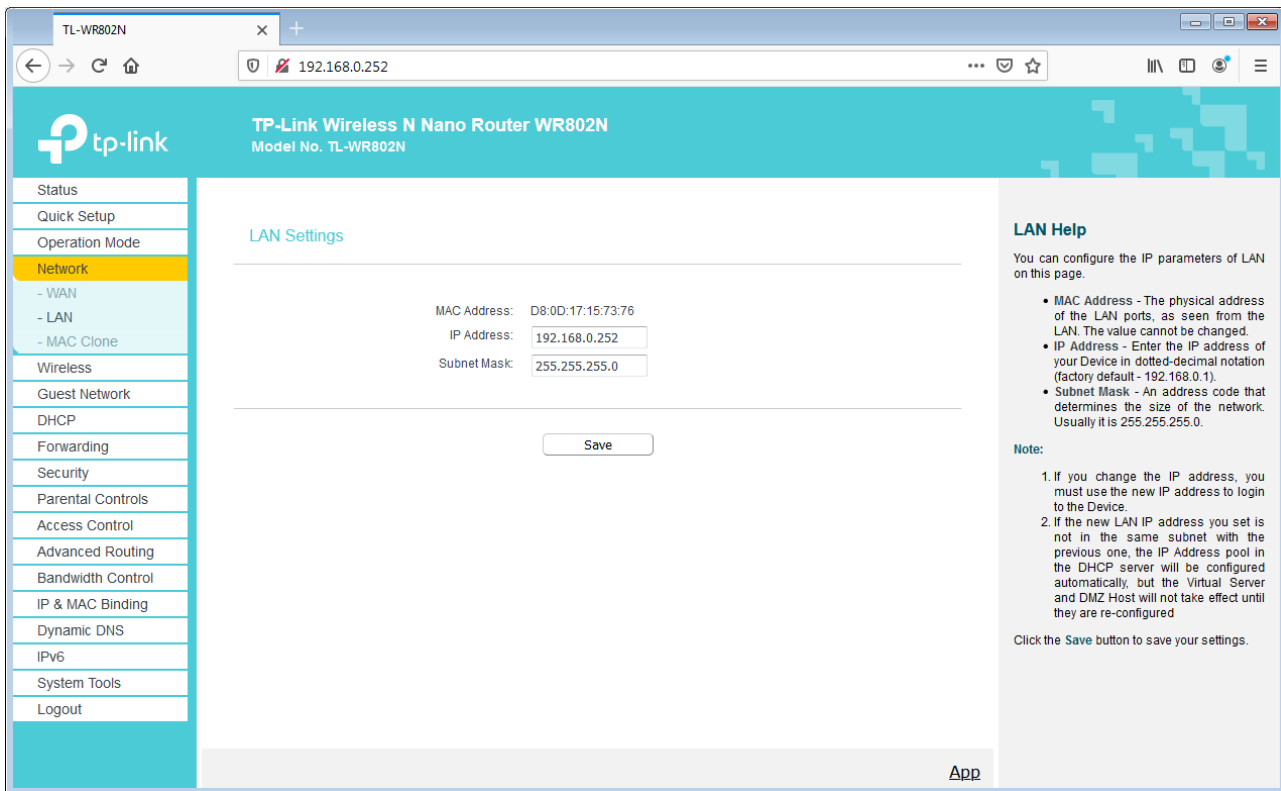 TL-WR802N
192.168.0.252
tp-link
TP-Link Wireless N Nano Router WR802N
Model No. TL-WR802N
Status
Quick Setup
Operation Mode
Network
- WAN
- LAN
- MAC Clone
Wireless
Guest Network
DHCP
Forwarding
Security
Parental Controls
Access Control
Advanced Routing
Bandwidth Control
IP & MAC Binding
Dynamic DNS
IPv6
System Tools
Logout
LAN Settings
MAC Address: D8:0D:17:15:73:76
IP Address: 192.168.0.252
Subnet Mask: 255.255.255.0
Save
App
LAN Help
You can configure the IP parameters of LAN
on this page.
• MAC Address - The physical address
of the LAN ports, as seen from the
LAN. The value cannot be changed.
• IP Address - Enter the IP address of
your Device in dotted-decimal notation
(factory default - 192.168.0.1).
• Subnet Mask - An address code that
determines the size of the network.
Usually it is 255.255.255.0.
Note:
1. If you change the IP address, you
must use the new IP address to login
to the Device.
2. If the new LAN IP address you set is
not in the same subnet with the
previous one, the IP Address pool in
the DHCP server will be configured
automatically, but the Virtual Server
and DMZ Host will not take effect until
they are re-configured
Click the Save button to save your settings.